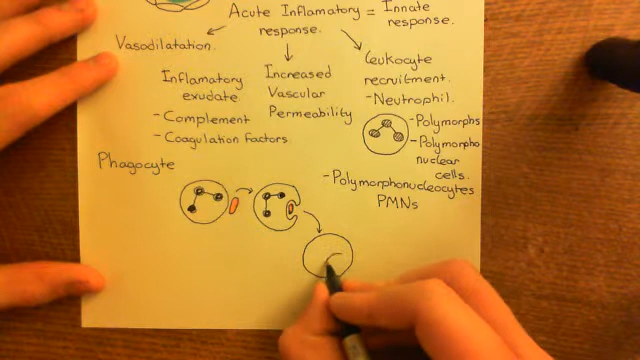 Acute Inflamatory = Innate
response. response.
Vasodilatation.
Inflamatory
exudate.
- Complement
- Coagulation factors
Increased
Vascular
Permeability
Leukocyte
recruitment.
- Neutrophil.
- Polymorphs
- Polymorpho
nuclear
cells.
- Polymorphonucleocytes
PMNs
Phagocyte